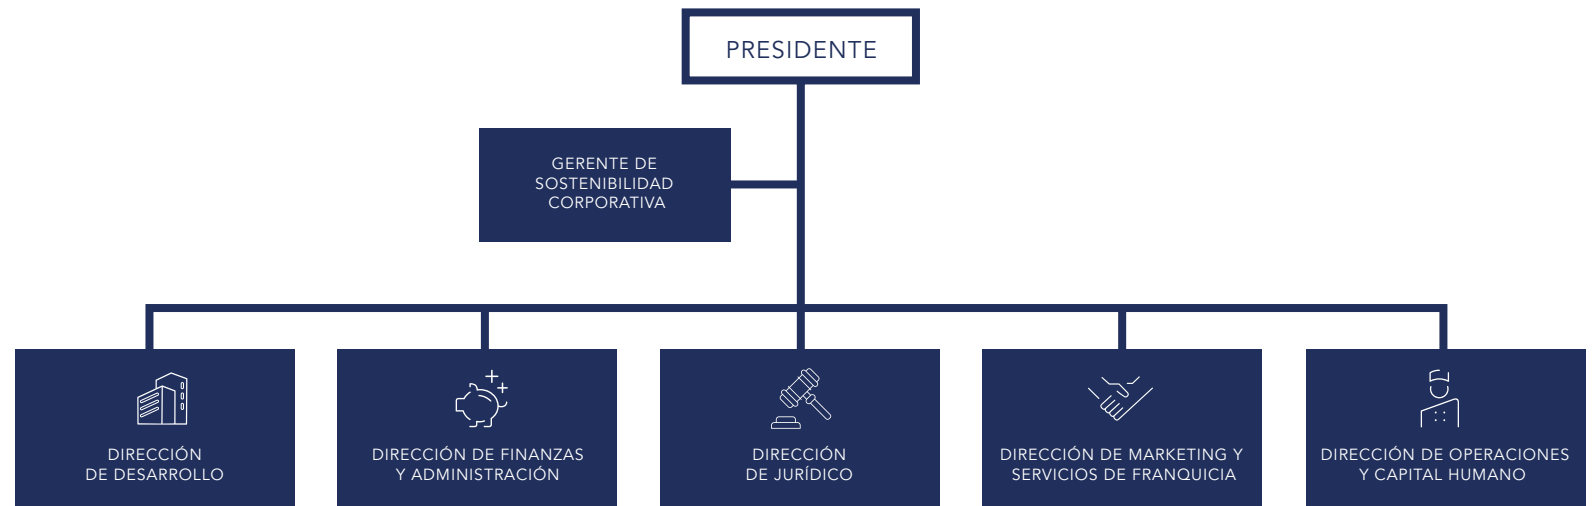 PRESIDENTE
GERENTE DE
SOSTENIBILIDAD
CORPORATIVA
DIRECCIÓN
DE DESARROLLO
DIRECCIÓN DE FINANZAS
Y ADMINISTRACIÓN
DIRECCIÓN
DE JURÍDICO
DIRECCIÓN DE MARKETING Y
SERVICIOS DE FRANQUICIA
DIRECCIÓN DE OPERACIONES
Y CAPITAL HUMANO